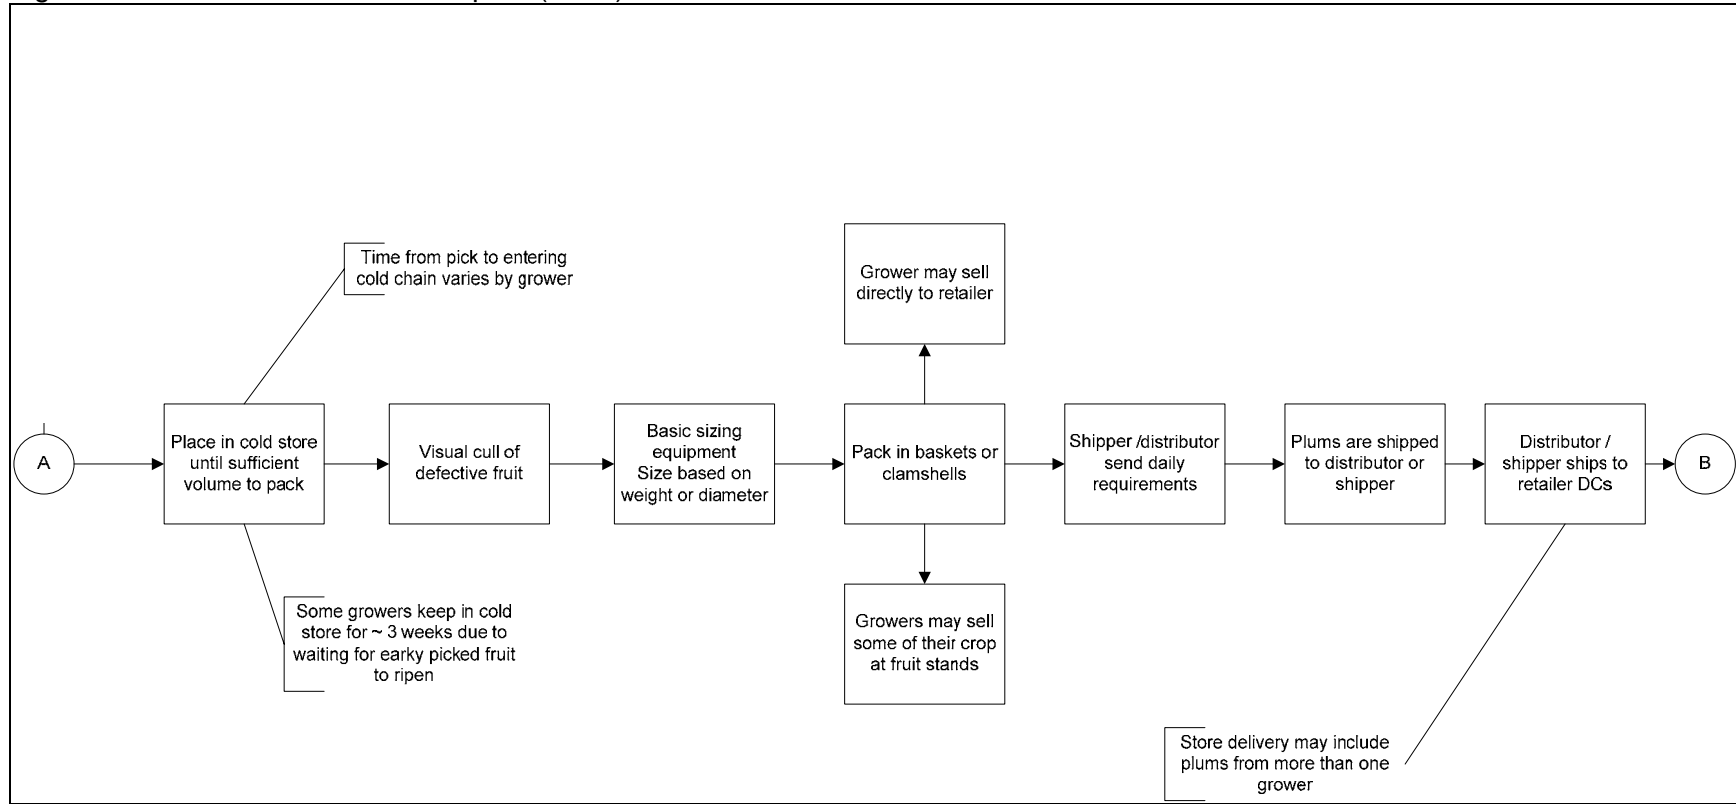 Time from pick to entering
cold chain varies by grower
Grower may sell
directly to retailer
A
Place in cold store
until sufficient
volume to pack
Visual cull of
defective fruit
Basic sizing
equipment
Size based on
weight or diameter
Pack in baskets or
clamshells
Shipper /distributor
send daily
requirements
Plums are shipped
to distributor or
shipper
Distributor /
shipper ships to
retailer DCs
B
Some growers keep in cold
store for ~ 3 weeks due to
waiting for earky picked fruit
to ripen
Growers may sell
some of their crop
at fruit stands
Store delivery may include
plums from more than one
grower